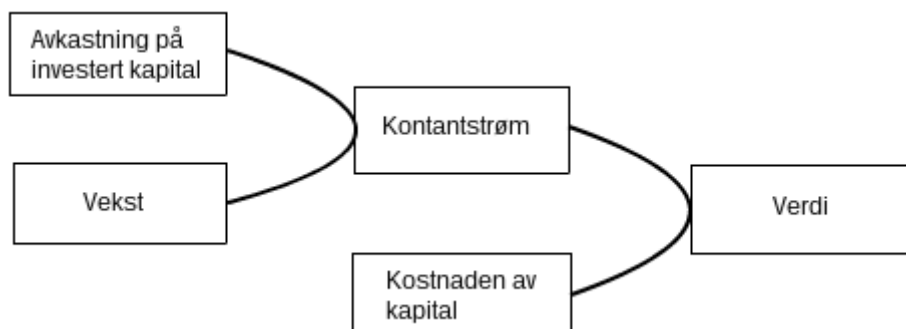 Avkastning på
investert kapital
Kontantstrøm
Vekst
Verdi
Kostnaden av
kapital